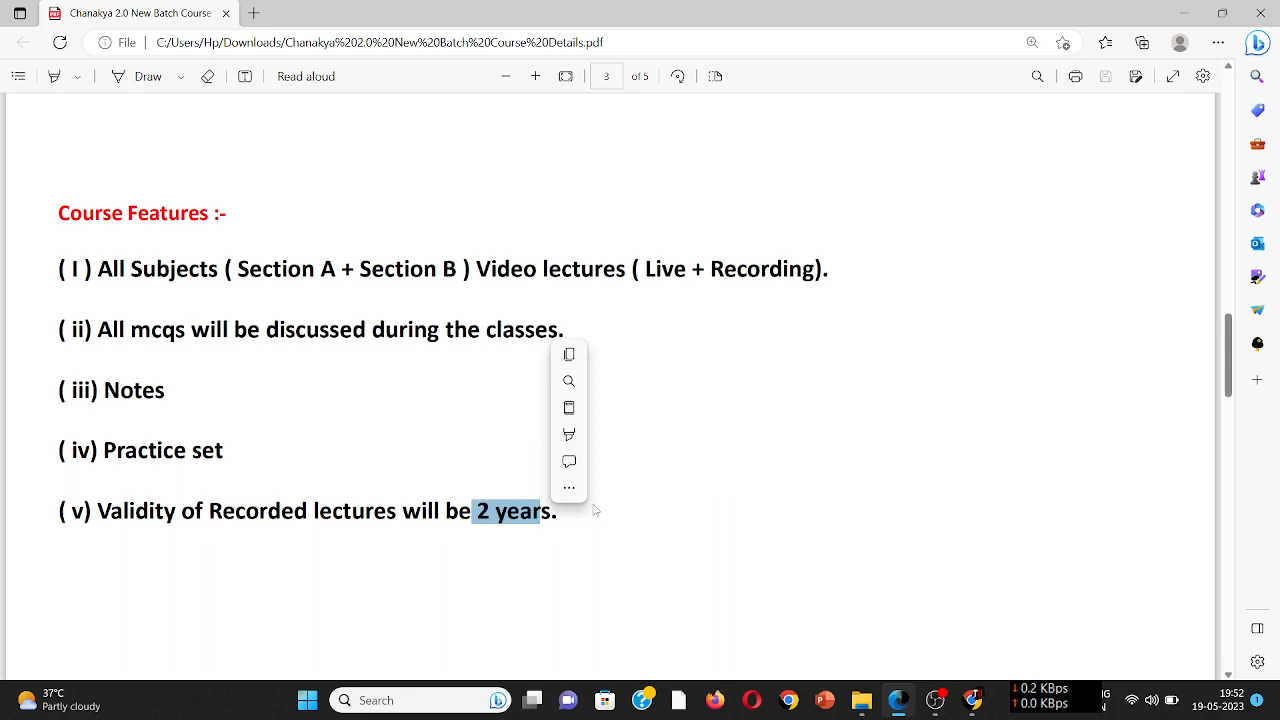 Chanakya 2.0 New Batch Course
File
C:/Users/Hp/Downloads/Chanakya%202.0%20New%20Batch%20Course%20Details.pdf
Draw
Read aloud
3 of 5
Course Features :-
( I ) All Subjects ( Section A + Section B ) Video lectures ( Live + Recording).
( ii) All mcqs will be discussed during the classes.
( iii) Notes
( iv) Practice set
( v) Validity of Recorded lectures will be 2 years.
37°C
Partly cloudy
Search
↓ 0.2 KBps
↑ 0.0 KBps
19:52
19-05-2023